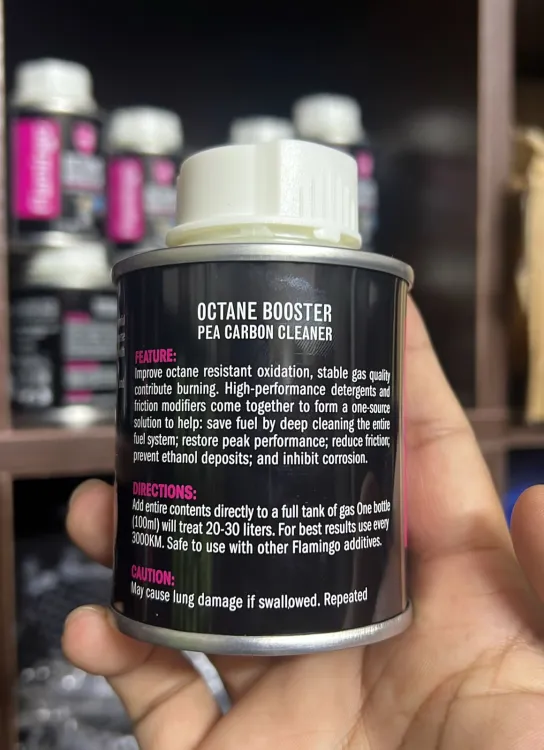 OCTANE BOOSTER
PEA CARBON CLEANER
FEATURE:
Improve octane resistant oxidation, stable gas quality
contribute burning. High-performance detergents and
friction modifiers come together to form a one-source
solution to help: save fuel by deep cleaning the entire
fuel system; restore peak performance; reduce friction;
prevent ethanol deposits; and inhibit corrosion.
DIRECTIONS:
Add entire contents directly to a full tank of gas One bottle
(100ml) will treat 20-30 liters. For best results use every
3000KM. Safe to use with other Flamingo additives.
CAUTION:
May cause lung damage if swallowed. Repeated